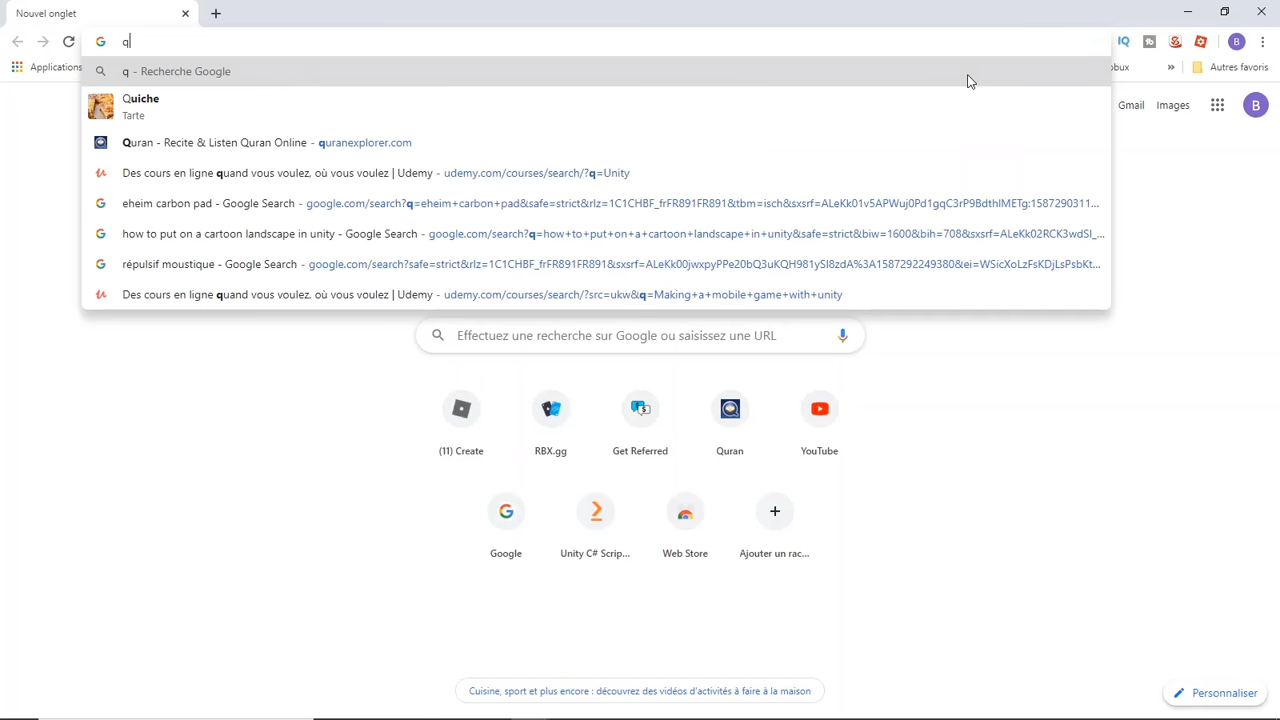 Nouvel onglet
q
Applications
obux
»
Autres favoris
q - Recherche Google
Quiche
Tarte
Quran - Recite & Listen Quran Online - quranexplorer.com
Des cours en ligne quand vous voulez, où vous voulez | Udemy - udemy.com/courses/search/?q=Unity
eheim carbon pad - Google Search - google.com/search?q=eheim+carbon+pad&safe=strict&rlz=1C1CHBF_frFR891FR891&tbm=isch&sxsrf=ALeKk01v5APWuj0Pd1gqC3rP9BdthlMETg:1587290311...
how to put on a cartoon landscape in unity - Google Search - google.com/search?q=how+to+put+on+a+cartoon+landscape+in+unity&safe=strict&biw=1600&bih=708&sxsrf=ALeKk02RCK3wdSI_...
répulsif moustique - Google Search - google.com/search?safe=strict&rlz=1C1CHBF_frFR891FR891&sxsrf=ALeKk00jwxpyPPe20bQ3uKQH981ySI8zdA%3A1587292249380&ei=WSicXoLzFsKDjLsPsbKt...
Des cours en ligne quand vous voulez, où vous voulez | Udemy - udemy.com/courses/search/?src=ukw&q=Making+a+mobile+game+with+unity
Gmail Images B
Effectuez une recherche sur Google ou saisissez une URL
(11) Create RBX.gg Get Referred Quran YouTube
Google Unity C# Scrip... Web Store Ajouter un rac...
Cuisine, sport et plus encore : découvrez des vidéos d'activités à faire à la maison
Personnaliser